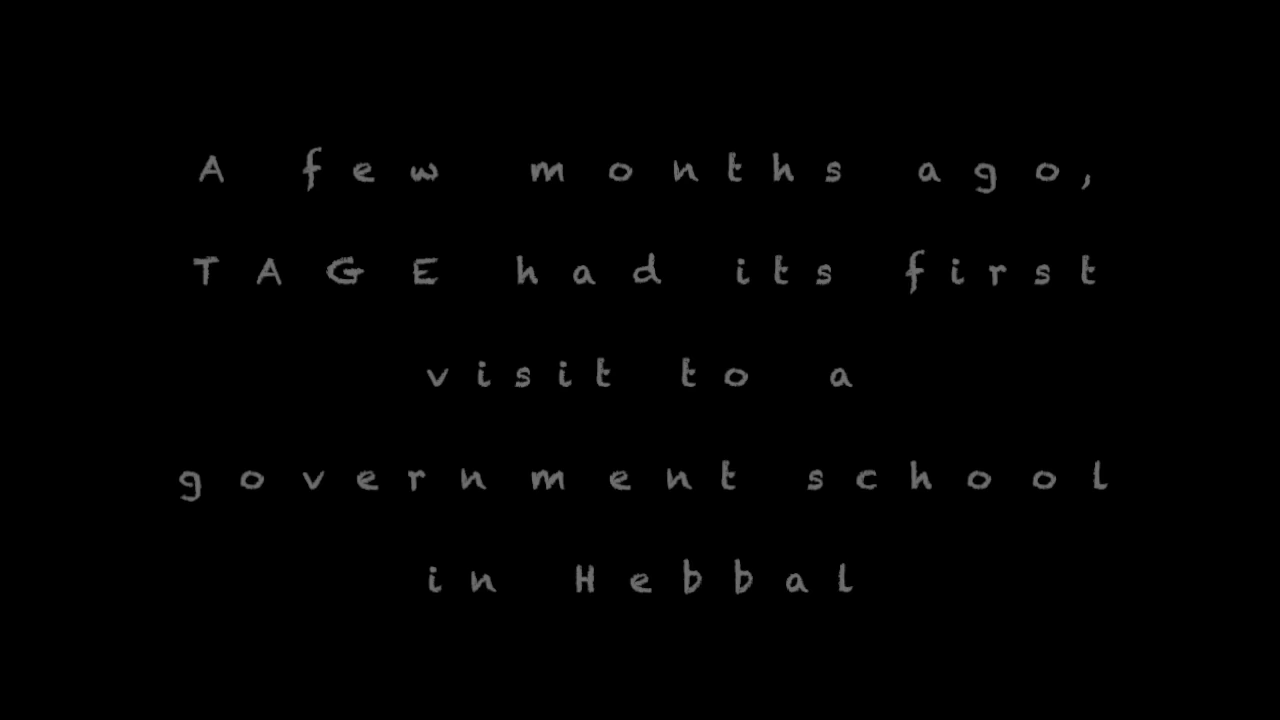 A few months ago,
TAGE had its first
visit to a
government school
in Hebbal